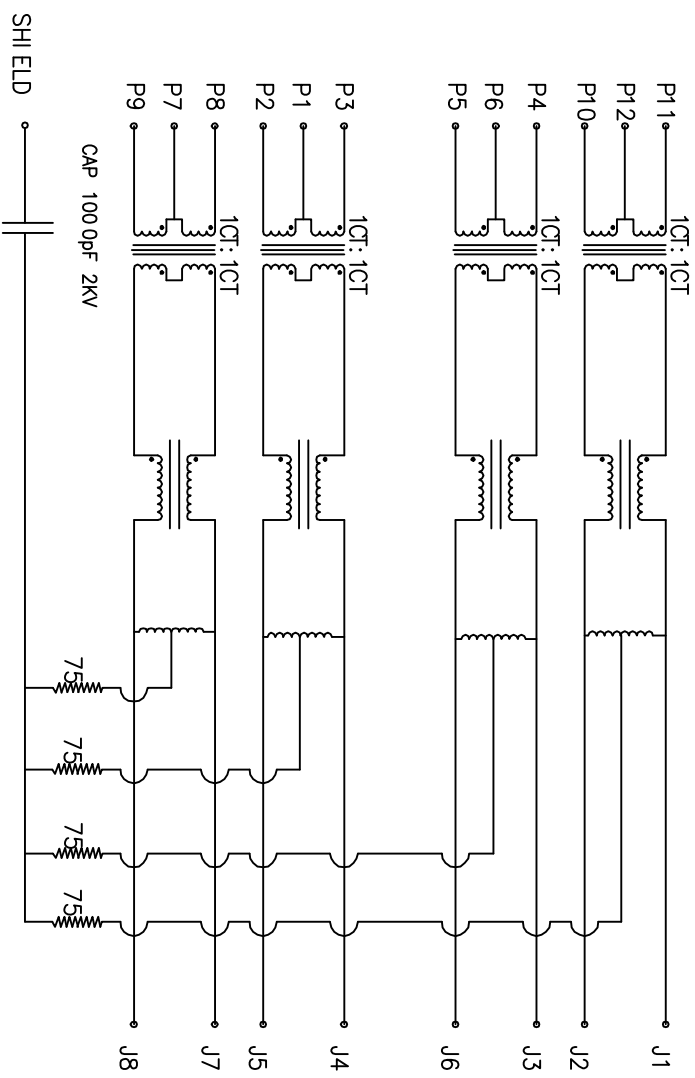 P11
P12
P10
P4
P6
P5
P3
P1
P2
P8
P7
P9
SHIELD
1CT: 1CT
1CT: 1CT
1CT: 1CT
1CT: 1CT
CAP 1000pF 2KV
75
75
75
75
J1
J2
J3
J6
J4
J5
J7
J8